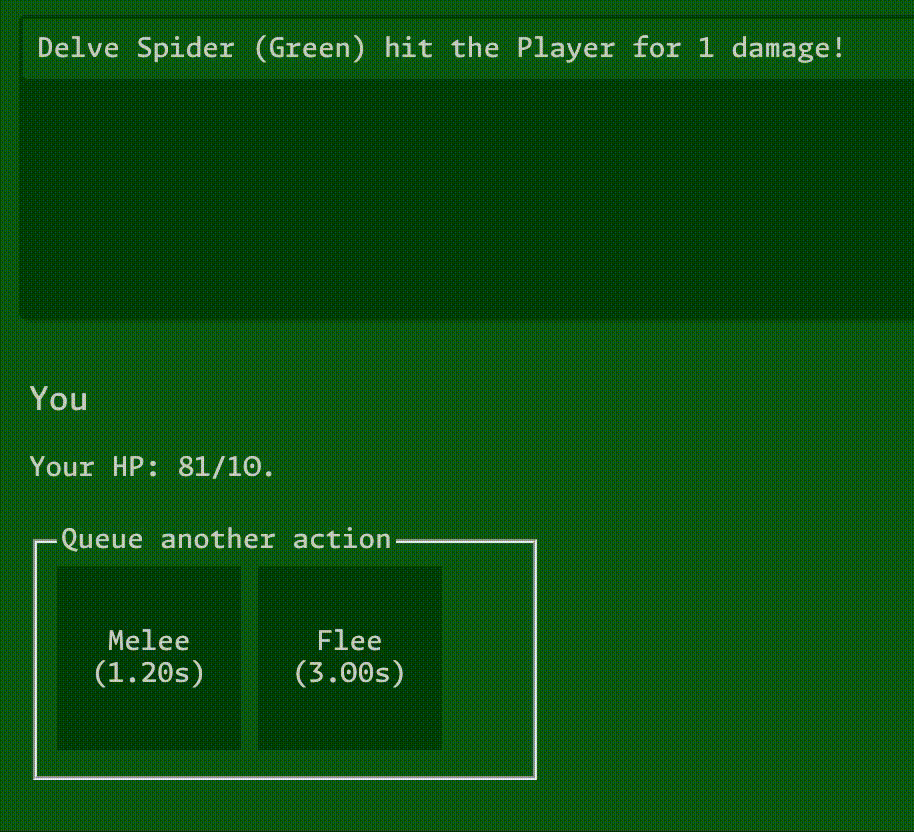 Delve Spider (Green) hit the Player for 1 damage!
You
Your HP: 81/10.
Queue another action
Melee
(1.20s)
Flee
(3.00s)